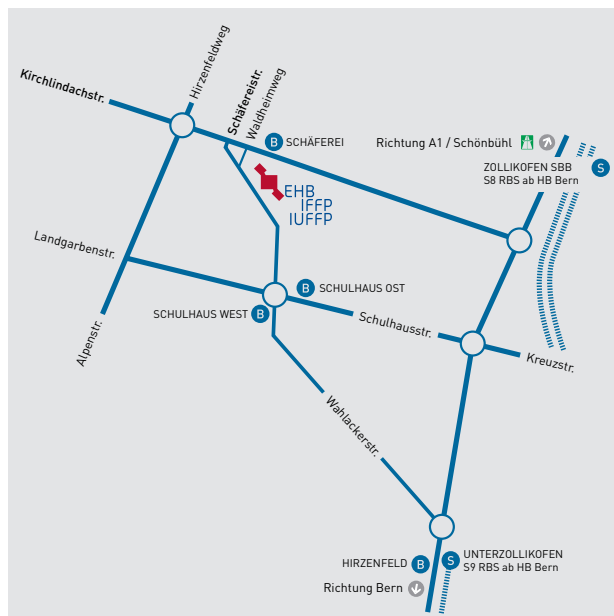 Hirzenfeldweg
Kirchlindachstr.
Schäfereistr.
Waldheimweg
B SCHÄFEREI
Richtung A1 / Schönbühl
ZOLLIKOFEN SBB
S8 RBS ab HB Bern
S
EHB
IFFP
IUFFP
Landgarbenstr.
B SCHULHAUS OST
SCHULHAUS WEST B
Schulhausstr.
Kreuzstr.
Alpenstr.
Wahlackerstr.
HIRZENFELD B
S UNTERZOLLIKOFEN
S9 RBS ab HB Bern
Richtung Bern